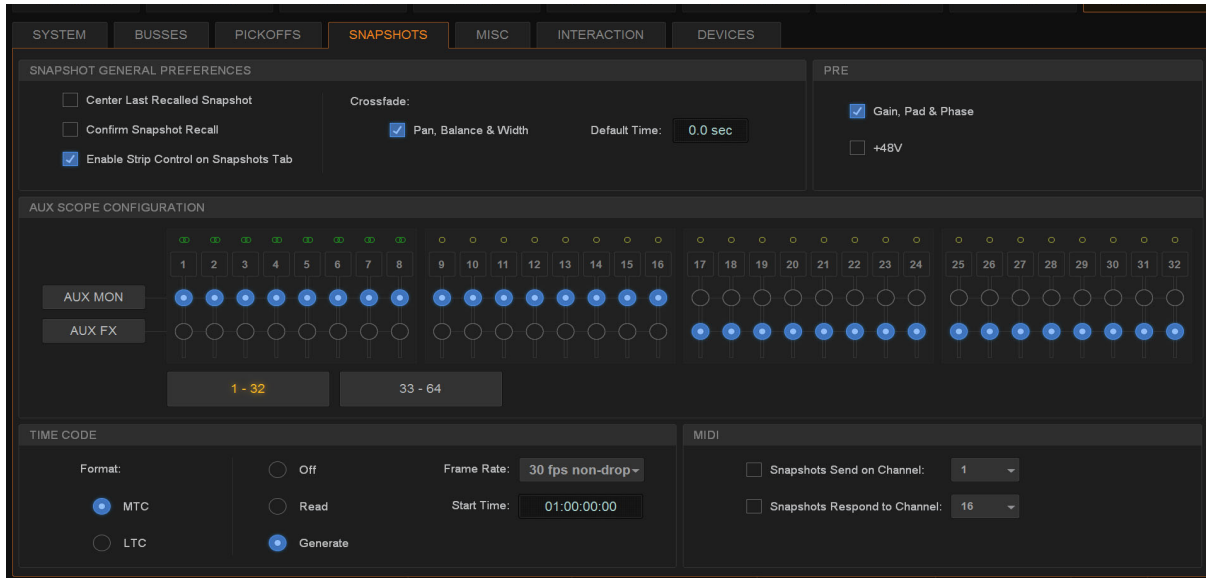 SYSTEM BUSSES PICKOFFS SNAPSHOTS MISC INTERACTION DEVICES
SNAPSHOT GENERAL PREFERENCES
Center Last Recalled Snapshot
Confirm Snapshot Recall
Enable Strip Control on Snapshots Tab
Crossfade:
Pan, Balance & Width Default Time: 0.0 sec
PRE
Gain, Pad & Phase
+48V
AUX SCOPE CONFIGURATION
1 2 3 4 5 6 7 8 9 10 11 12 13 14 15 16 17 18 19 20 21 22 23 24 25 26 27 28 29 30 31 32
AUX MON
AUX FX
1 - 32 33 - 64
TIME CODE
Format:
MTC
LTC
Off
Read
Generate
Frame Rate: 30 fps non-drop
Start Time: 01:00:00:00
MIDI
Snapshots Send on Channel: 1
Snapshots Respond to Channel: 16